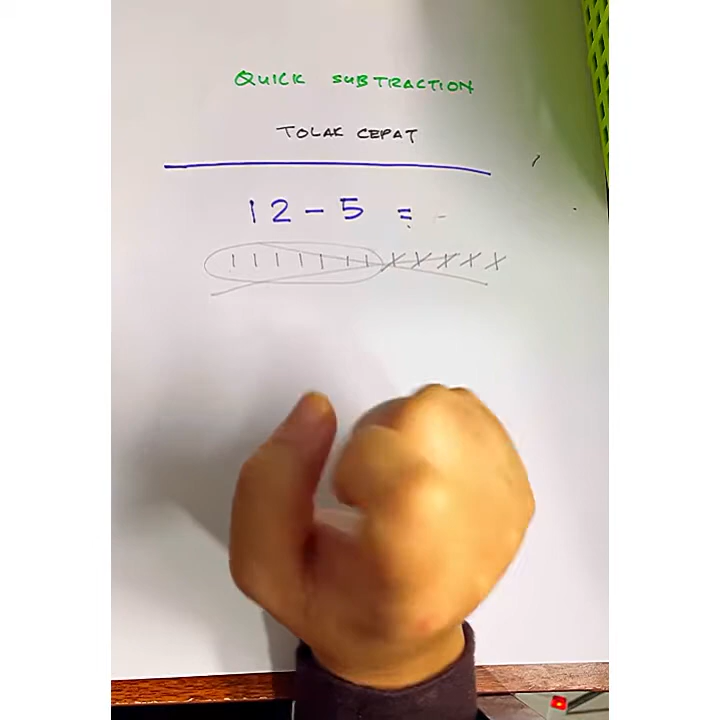 QUICK SUBTRACTION
TOLAK CEPAT
12 - 5 =